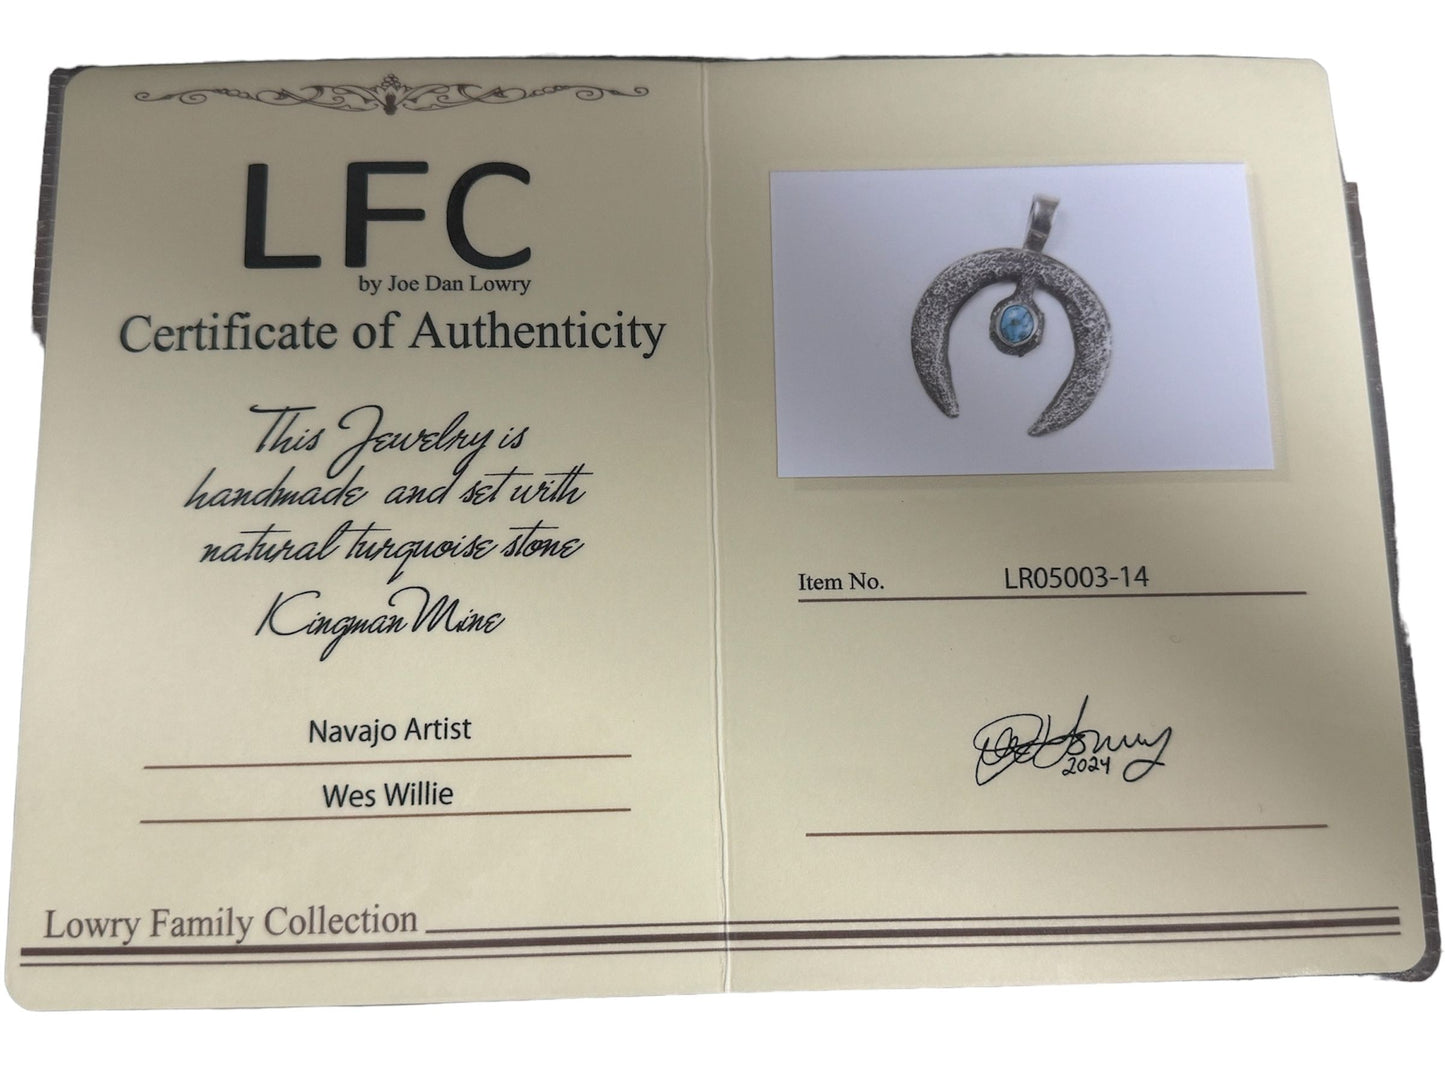 LFC
by Joe Dan Lowry
Certificate of Authenticity
This Jewelry is
handmade and set with
natural turquoise stone
Kingman Mine
Navajo Artist
Wes Willie
Lowry Family Collection
Item No. LR05003-14
2024